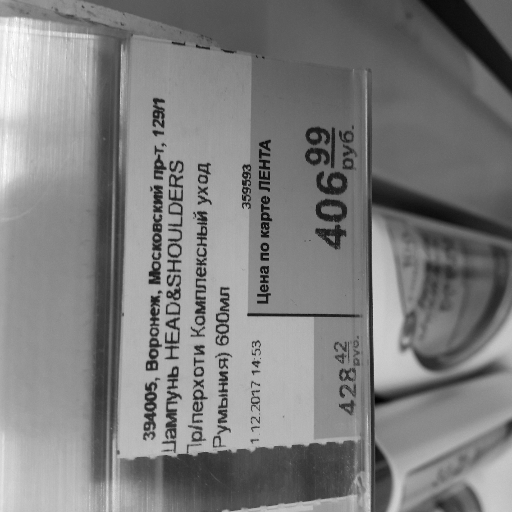 394005, Воронеж, Московский пр-т, 129/1
Шампунь HEAD&SHOULDERS
Пр/перхоти Комплексный уход
Румыния) 600мл
359593
1.12.2017 14:53
Цена по карте ЛЕНТА
406 99
руб.
428 42
руб.